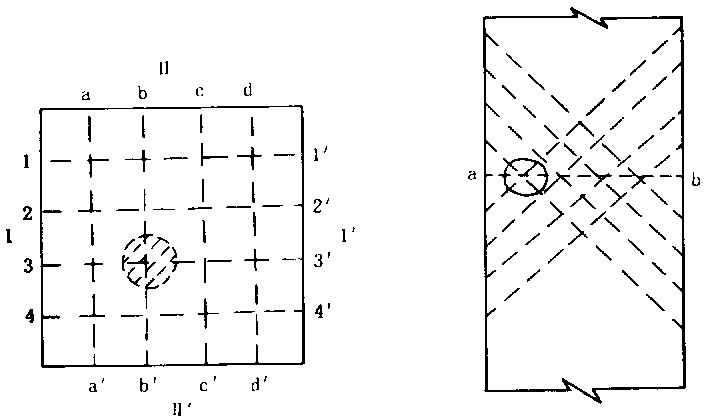 II
a b c d
1 1′
2 2′
I I′
3 3′
4 4′
a′ b′ c′ d′
II′
a b